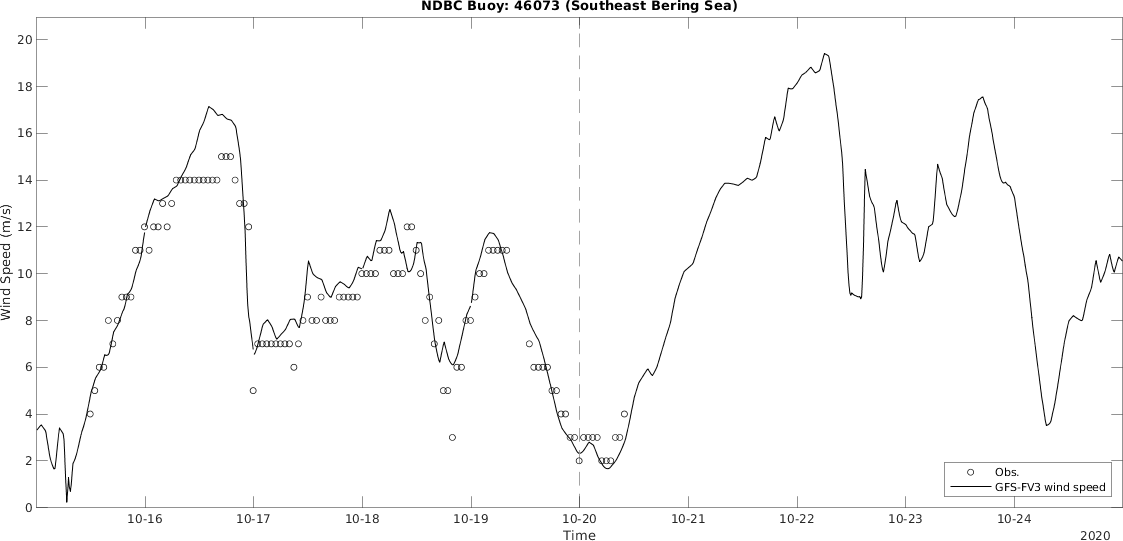 NDBC Buoy: 46073 (Southeast Bering Sea)
20
18
16
14
12
10
8
6
4
2
0
Wind Speed (m/s)
Obs.
GFS-FV3 wind speed
10-16 10-17 10-18 10-19 10-20 10-21 10-22 10-23 10-24
Time
2020